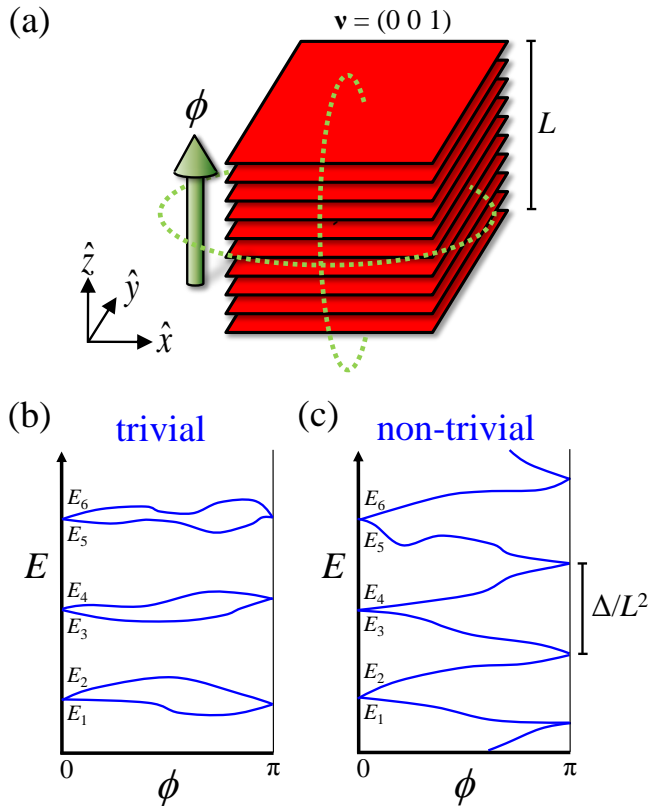 (a)
𝛎 = (0 0 1)
ϕ
L
ẑ
ŷ
x̂
(b)
trivial
E
E6
E5
E4
E3
E2
E1
0
ϕ
π
(c)
non-trivial
E
E6
E5
E4
E3
E2
E1
Δ/L²
0
ϕ
π